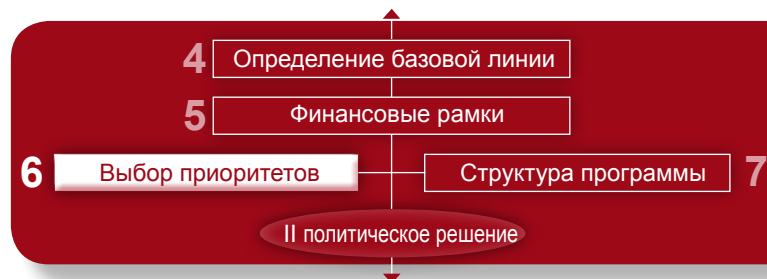 4 Определение базовой линии
5 Финансовые рамки
6 Выбор приоритетов Структура программы 7
II политическое решение